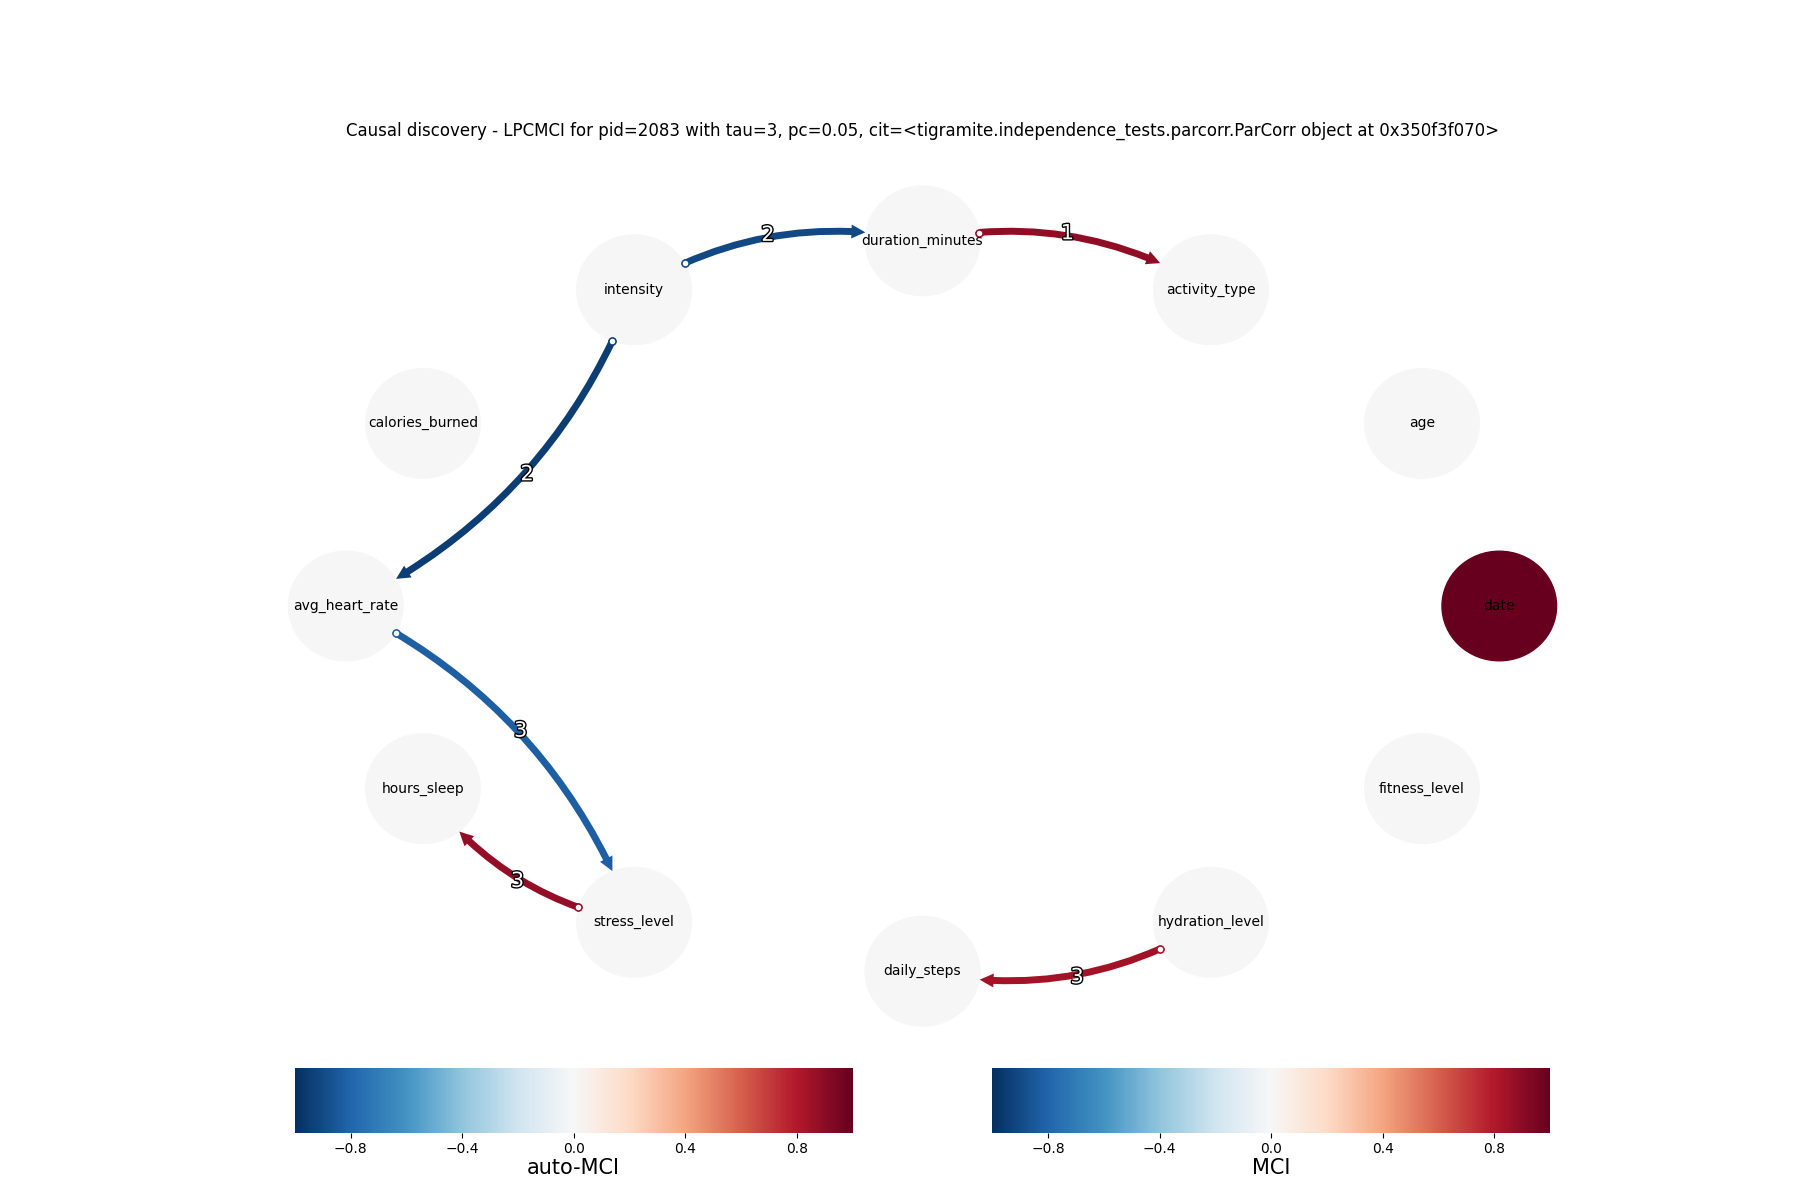 Causal discovery - LPCMCI for pid=2083 with tau=3, pc=0.05, cit=<tigramite.independence_tests.parcorr.ParCorr object at 0x350f3f070>
2
duration_minutes
1
intensity
activity_type
calories_burned
age
2
avg_heart_rate
date
3
hours_sleep
fitness_level
3
stress_level
hydration_level
daily_steps
3
−0.8 −0.4 0.0 0.4 0.8
auto-MCI
−0.8 −0.4 0.0 0.4 0.8
MCI